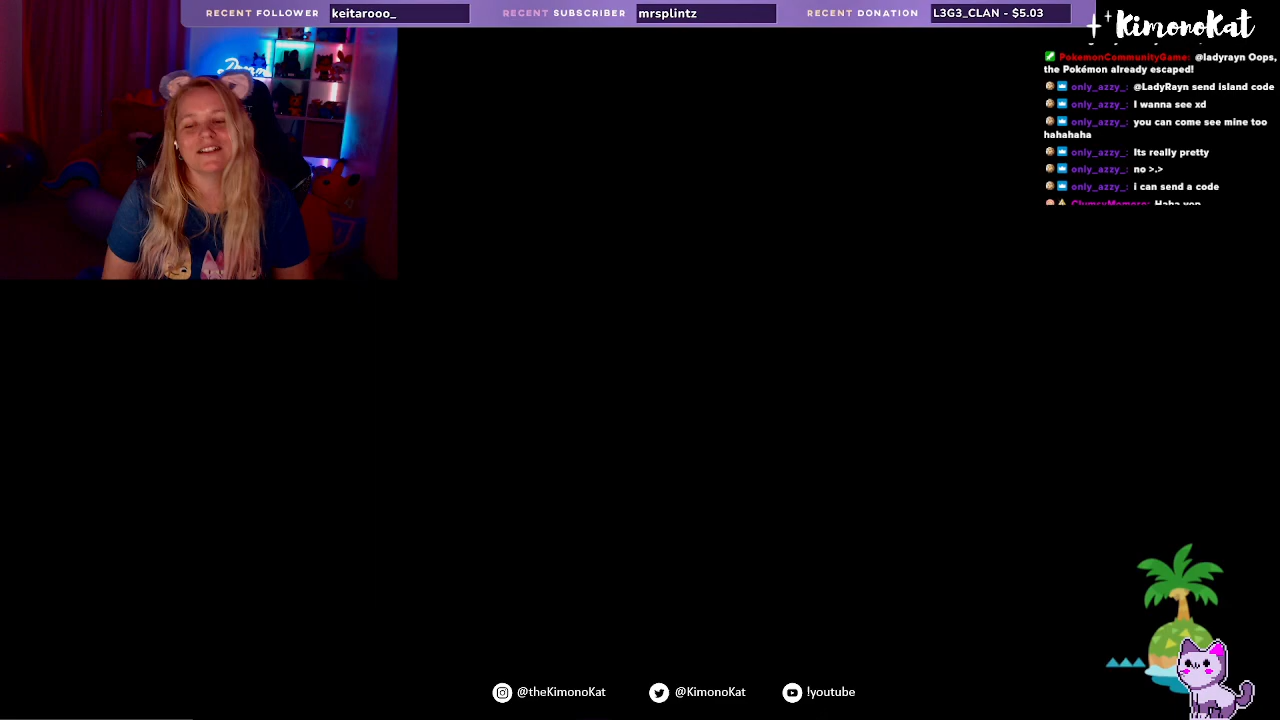 RECENT FOLLOWER keitarooo_ RECENT SUBSCRIBER mrsplintz RECENT DONATION L3G3_CLAN - $5.03
KimonoKat
PokemonCommunityGame: @ladyrayn Oops,
the Pokémon already escaped!
only_azzy_: @LadyRayn send island code
only_azzy_: I wanna see xd
only_azzy_: you can come see mine too
hahahaha
only_azzy_: Its really pretty
only_azzy_: no >.>
only_azzy_: i can send a code
Dream
@theKimonoKat @KimonoKat !youtube